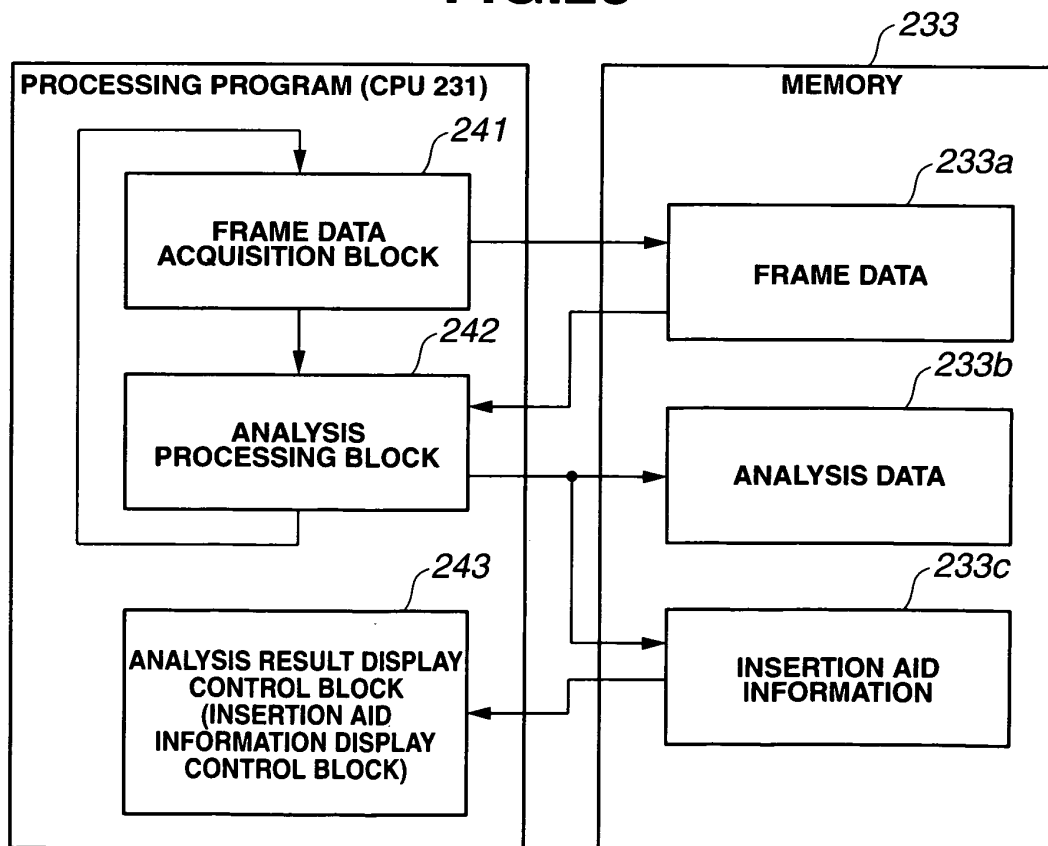 233
PROCESSING PROGRAM (CPU 231)
MEMORY
241
FRAME DATA
ACQUISITION BLOCK
233a
FRAME DATA
242
ANALYSIS
PROCESSING BLOCK
233b
ANALYSIS DATA
243
ANALYSIS RESULT DISPLAY
CONTROL BLOCK
(INSERTION AID
INFORMATION DISPLAY
CONTROL BLOCK)
233c
INSERTION AID
INFORMATION